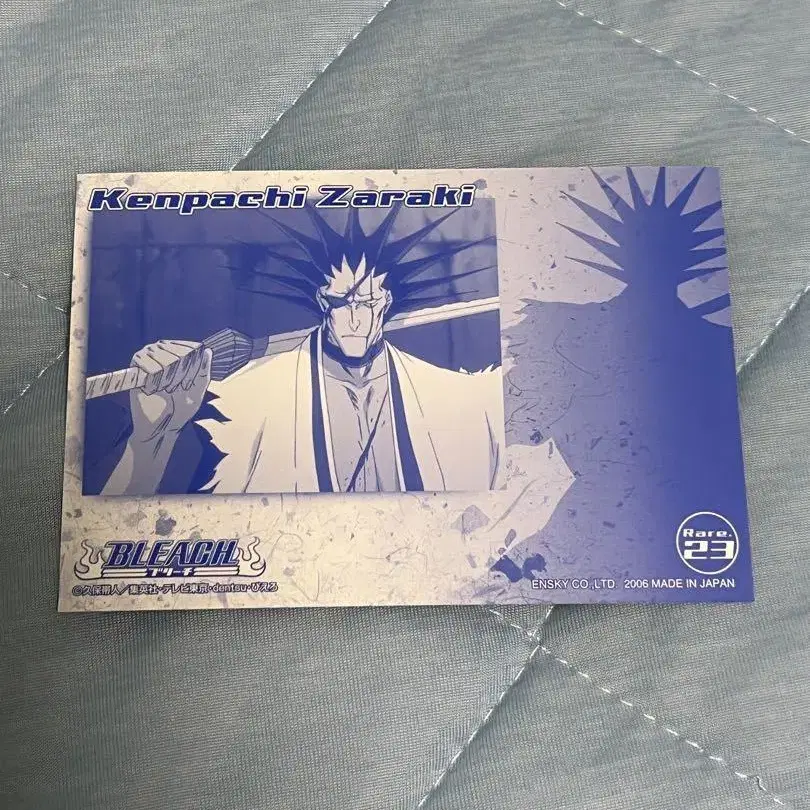 Kenpachi Zaraki
BLEACH
ブリーチ
©久保帯人／集英社・テレビ東京・dentsu・ぴえろ
Rare.
23
ENSKY CO.,LTD. 2006 MADE IN JAPAN